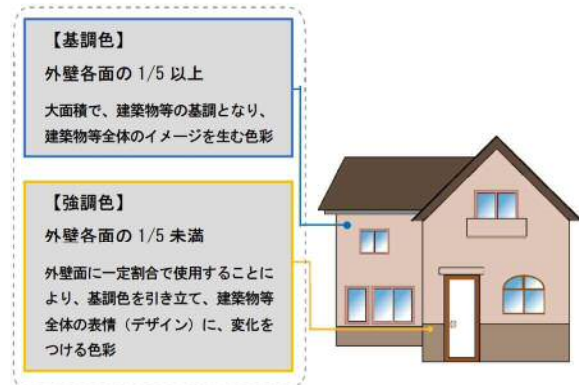 【基調色】
外壁各面の 1/5 以上
大面積で、建築物等の基調となり、
建築物等全体のイメージを生む色彩
【強調色】
外壁各面の 1/5 未満
外壁面に一定割合で使用することに
より、基調色を引き立て、建築物等
全体の表情（デザイン）に、変化を
つける色彩